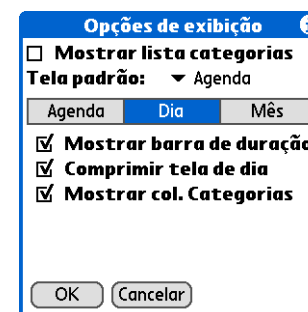 Opções de exibição
Mostrar lista categorias
Tela padrão: Agenda
Agenda Dia Mês
Mostrar barra de duração
Comprimir tela de dia
Mostrar col. Categorias
OK Cancelar